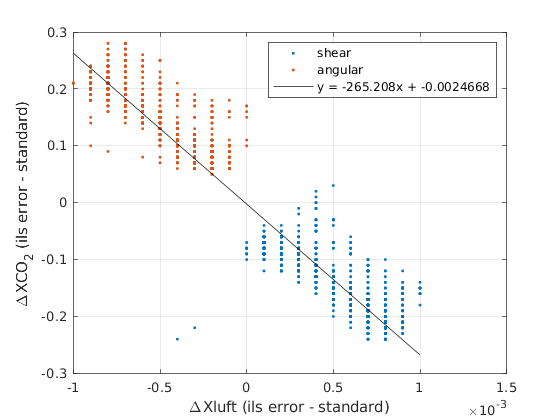 0.3
0.2
0.1
0
-0.1
-0.2
-0.3
ΔXCO2 (ils error - standard)
shear
angular
y = -265.208x + -0.0024668
-1
-0.5
0
0.5
1
1.5
ΔXluft (ils error - standard)
×10-3